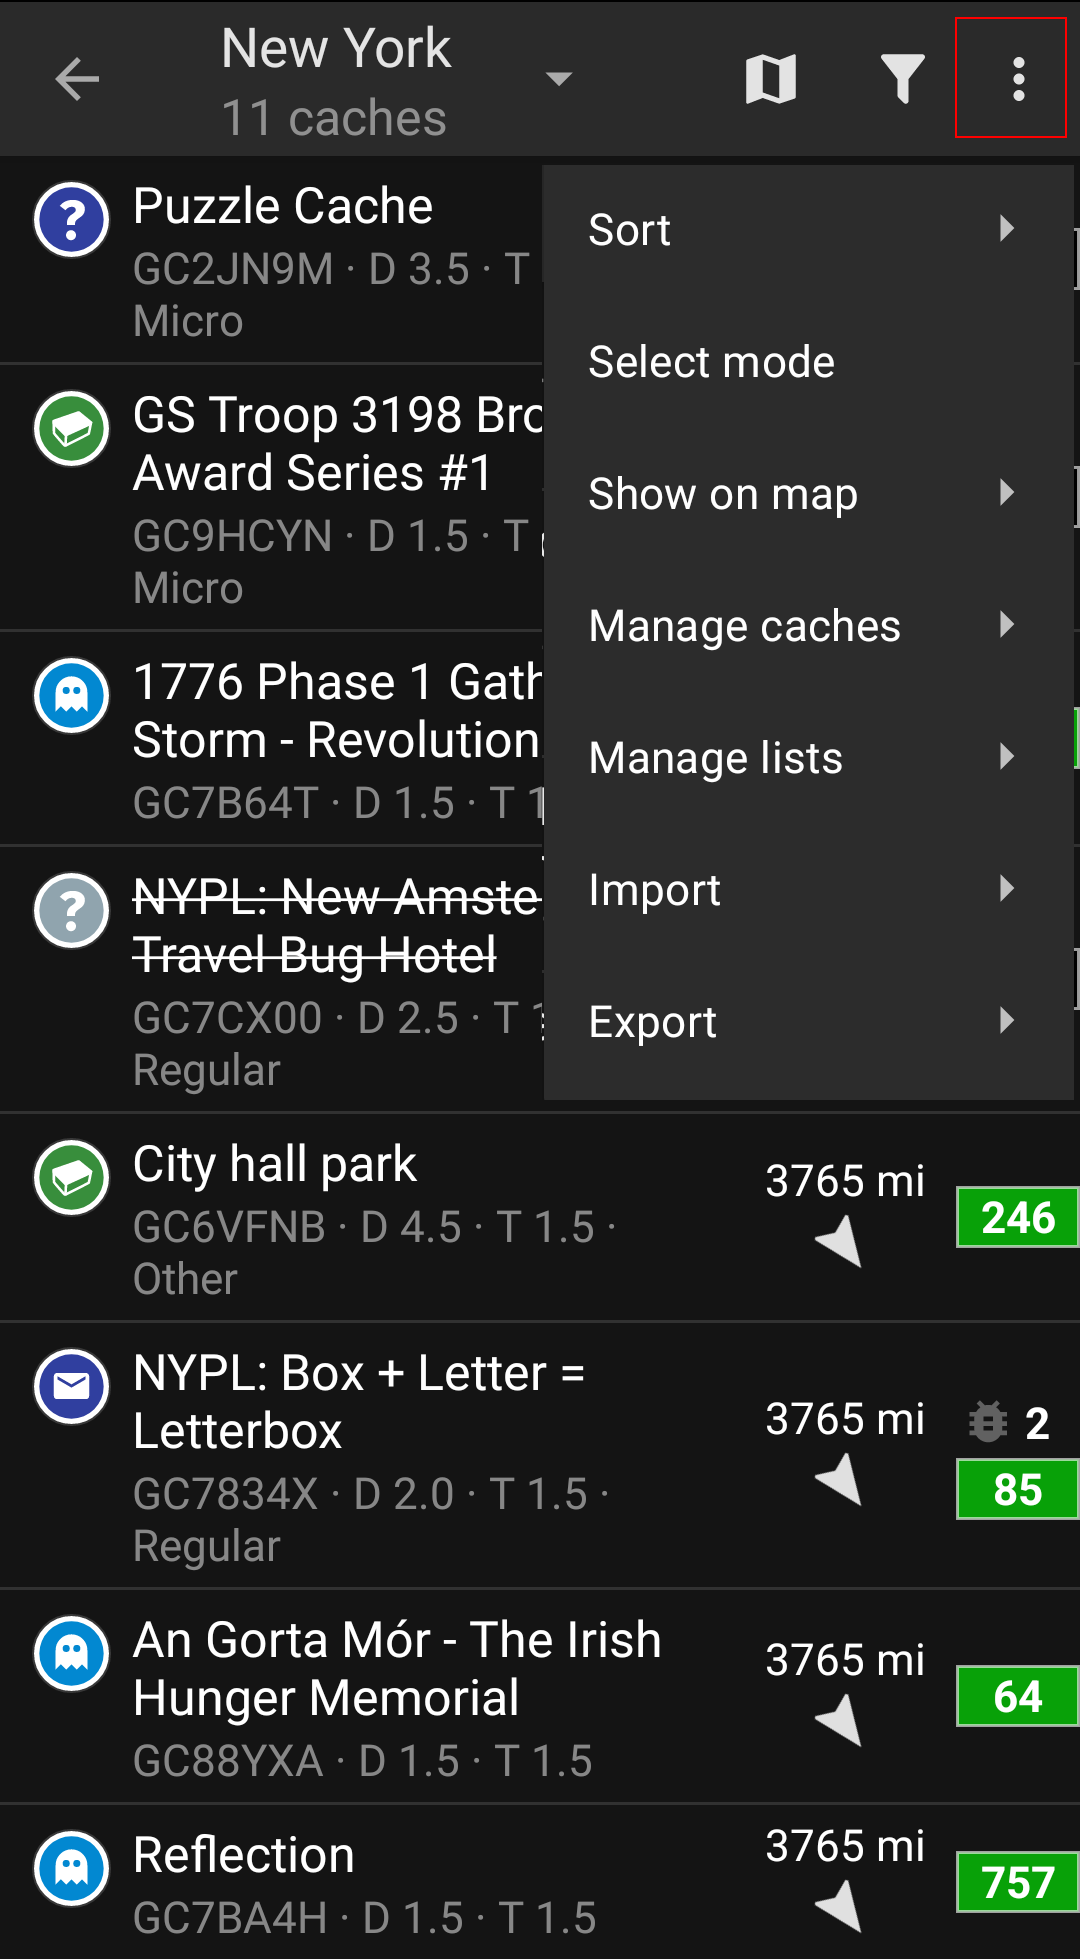 New York
11 caches
Puzzle Cache
GC2JN9M · D 3.5 · T
Micro
GS Troop 3198 Bro
Award Series #1
GC9HCYN · D 1.5 · T
Micro
1776 Phase 1 Gath
Storm - Revolution
GC7B64T · D 1.5 · T 1
NYPL: New Amste
Travel Bug Hotel
GC7CX00 · D 2.5 · T 1
Regular
Sort
Select mode
Show on map
Manage caches
Manage lists
Import
Export
City hall park
GC6VFNB · D 4.5 · T 1.5 ·
Other
3765 mi
246
NYPL: Box + Letter =
Letterbox
GC7834X · D 2.0 · T 1.5 ·
Regular
3765 mi
2
85
An Gorta Mór - The Irish
Hunger Memorial
GC88YXA · D 1.5 · T 1.5
3765 mi
64
Reflection
GC7BA4H · D 1.5 · T 1.5
3765 mi
757